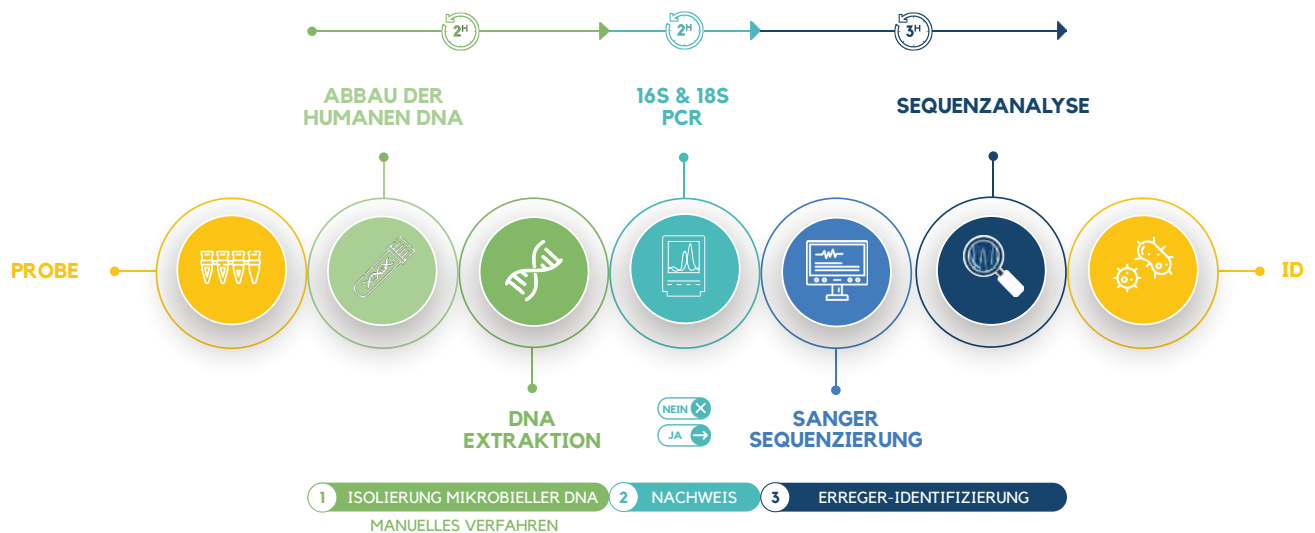 2H
2H
3H
ABBAU DER
HUMANEN DNA
16S & 18S
PCR
SEQUENZANALYSE
PROBE
ID
DNA
EXTRAKTION
NEIN
JA
SANGER
SEQUENZIERUNG
1 ISOLIERUNG MIKROBIELLER DNA
2 NACHWEIS
3 ERREGER-IDENTIFIZIERUNG
MANUELLES VERFAHREN